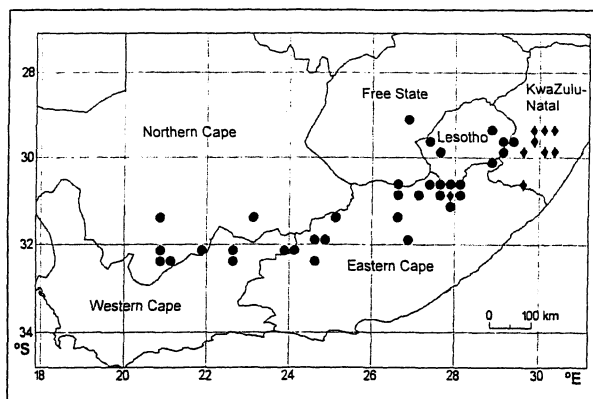 28
30
32
34
°S
KwaZulu-
Natal
Free State
Lesotho
Northern Cape
Eastern Cape
Western Cape
0 100 km
18 20 22 24 26 28 30 °E